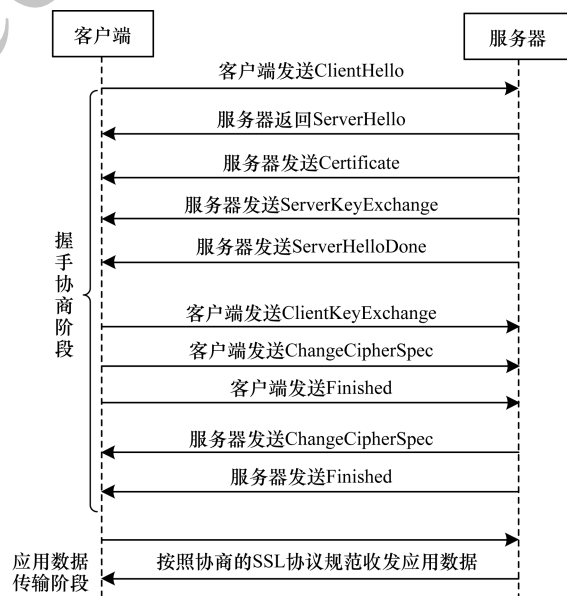 客户端
服务器
客户端发送ClientHello
服务器返回ServerHello
服务器发送Certificate
服务器发送ServerKeyExchange
服务器发送ServerHelloDone
握手协商阶段
客户端发送ClientKeyExchange
客户端发送ChangeCipherSpec
客户端发送Finished
服务器发送ChangeCipherSpec
服务器发送Finished
应用数据
传输阶段
按照协商的SSL协议规范收发应用数据